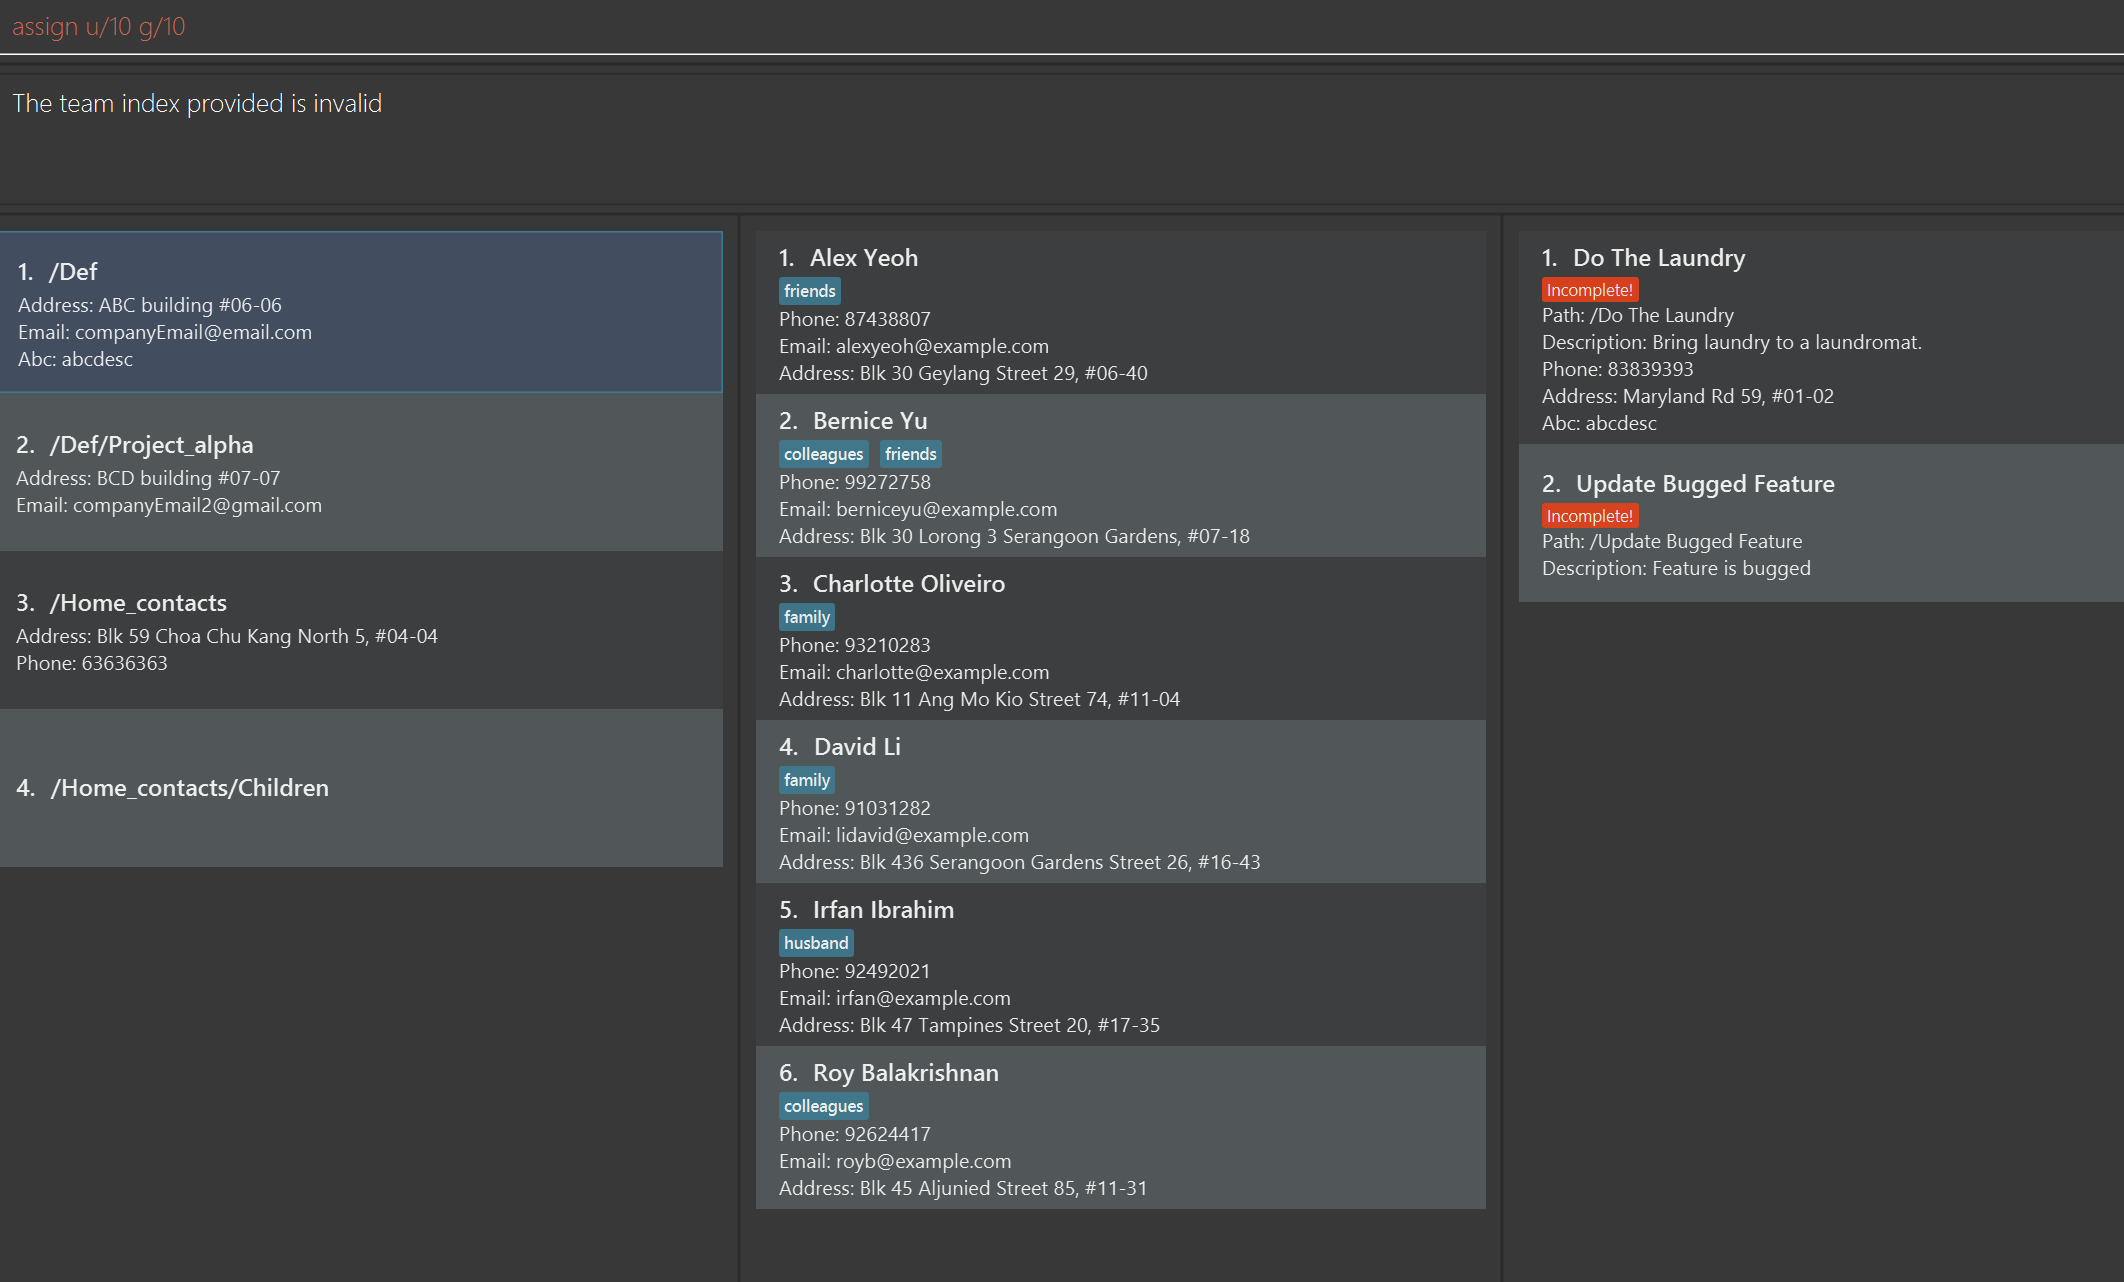 assign u/10 g/10
The team index provided is invalid
1. /Def
Address: ABC building #06-06
Email: companyEmail@email.com
Abc: abcdesc
2. /Def/Project_alpha
Address: BCD building #07-07
Email: companyEmail2@gmail.com
3. /Home_contacts
Address: Blk 59 Choa Chu Kang North 5, #04-04
Phone: 63636363
4. /Home_contacts/Children
1. Alex Yeoh
friends
Phone: 87438807
Email: alexyeoh@example.com
Address: Blk 30 Geylang Street 29, #06-40
2. Bernice Yu
colleagues friends
Phone: 99272758
Email: berniceyu@example.com
Address: Blk 30 Lorong 3 Serangoon Gardens, #07-18
3. Charlotte Oliveiro
family
Phone: 93210283
Email: charlotte@example.com
Address: Blk 11 Ang Mo Kio Street 74, #11-04
4. David Li
family
Phone: 91031282
Email: lidavid@example.com
Address: Blk 436 Serangoon Gardens Street 26, #16-43
5. Irfan Ibrahim
husband
Phone: 92492021
Email: irfan@example.com
Address: Blk 47 Tampines Street 20, #17-35
6. Roy Balakrishnan
colleagues
Phone: 92624417
Email: royb@example.com
Address: Blk 45 Aljunied Street 85, #11-31
1. Do The Laundry
Incomplete!
Path: /Do The Laundry
Description: Bring laundry to a laundromat.
Phone: 83839393
Address: Maryland Rd 59, #01-02
Abc: abcdesc
2. Update Bugged Feature
Incomplete!
Path: /Update Bugged Feature
Description: Feature is bugged